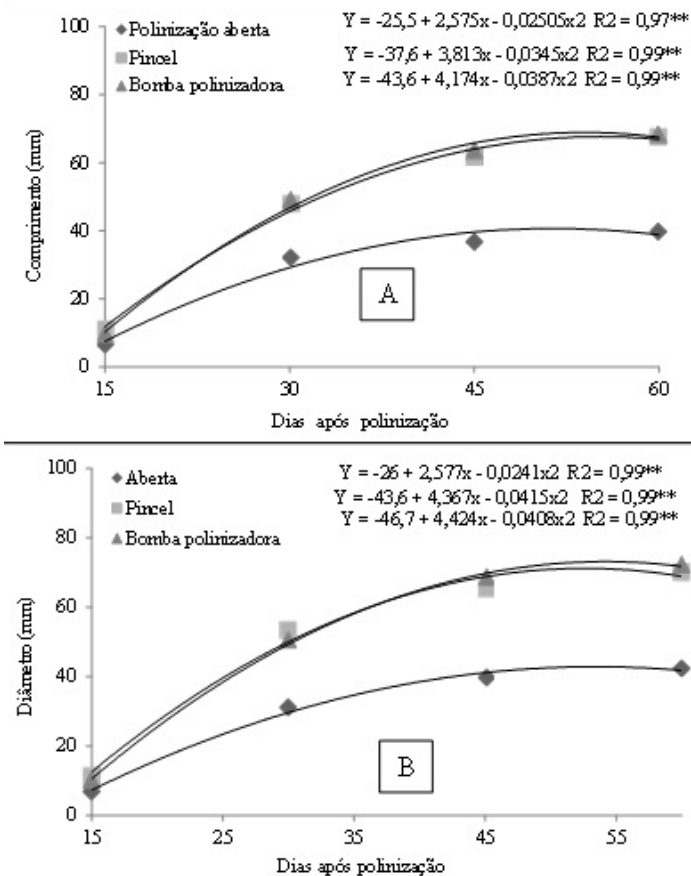 Y = -25,5 + 2,575x - 0,02505x2 R2 = 0,97**
Y = -37,6 + 3,813x - 0,0345x2 R2 = 0,99**
Y = -43,6 + 4,174x - 0,0387x2 R2 = 0,99**
Polinização aberta
Pincel
Bomba polinizadora
Comprimento (mm)
100
80
60
40
20
0
A
15
30
45
60
Dias após polinização
Y = -26 + 2,577x - 0,0241x2 R2 = 0,99**
Y = -43,6 + 4,367x - 0,0415x2 R2 = 0,99**
Y = -46,7 + 4,424x - 0,0408x2 R2 = 0,99**
Aberta
Pincel
Bomba polinizadora
Diâmetro (mm)
100
80
60
40
20
0
B
15
25
35
45
55
Dias após polinização